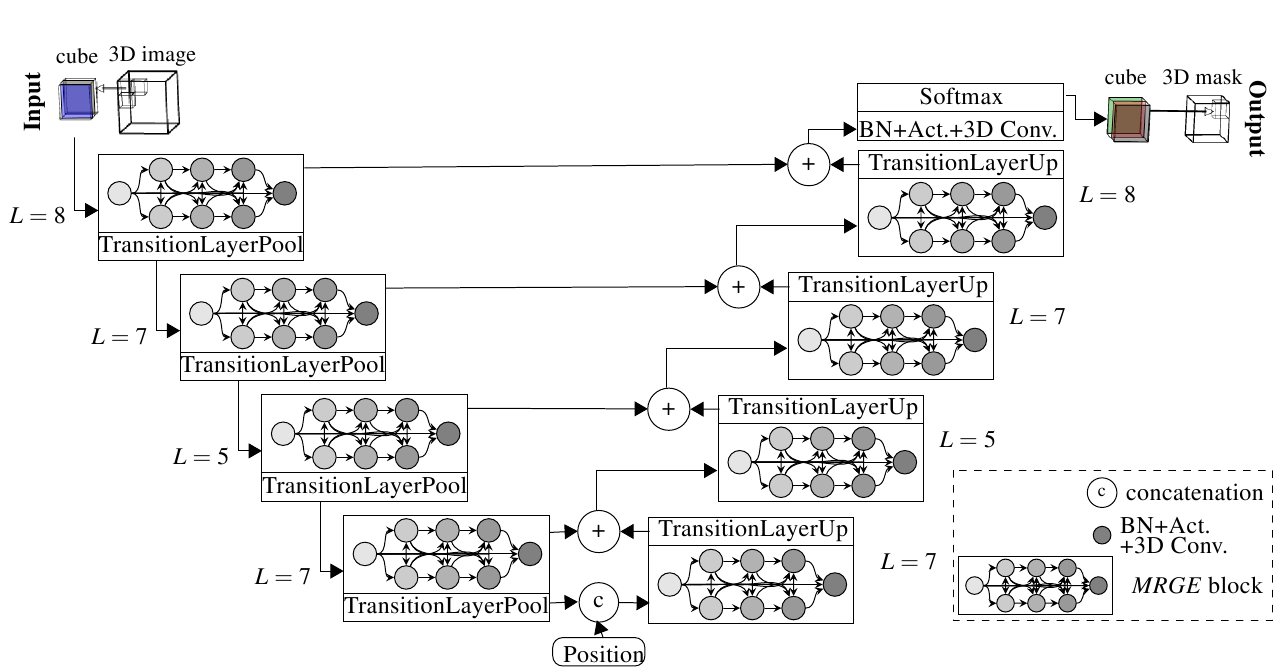 cube 3D image
Input
cube 3D mask
Output
Softmax
BN+Act.+3D Conv.
+
TransitionLayerUp
L = 8
L = 8
TransitionLayerPool
+
TransitionLayerUp
L = 7
L = 7
TransitionLayerPool
+
TransitionLayerUp
L = 5
L = 5
TransitionLayerPool
+
TransitionLayerUp
L = 7
L = 7
TransitionLayerPool
c
Position
c concatenation
BN+Act.
+3D Conv.
MRGE block